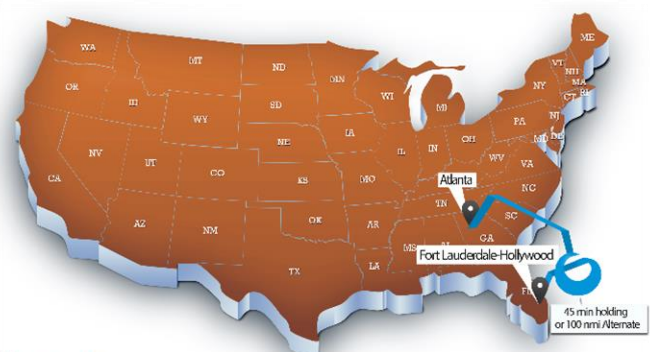 WA
MT
ND
MN
ME
VT
NH
MA
RI
CT
NY
OR
ID
WY
SD
WI
MI
PA
NJ
MD
DE
NV
UT
CO
NE
IA
IL
IN
OH
WV
VA
CA
KS
MO
NC
Atlanta
TN
SC
AZ
NM
OK
AR
GA
MS
TX
LA
Fort Lauderdale-Hollywood
FL
45 min holding
or 100 nmi Alternate